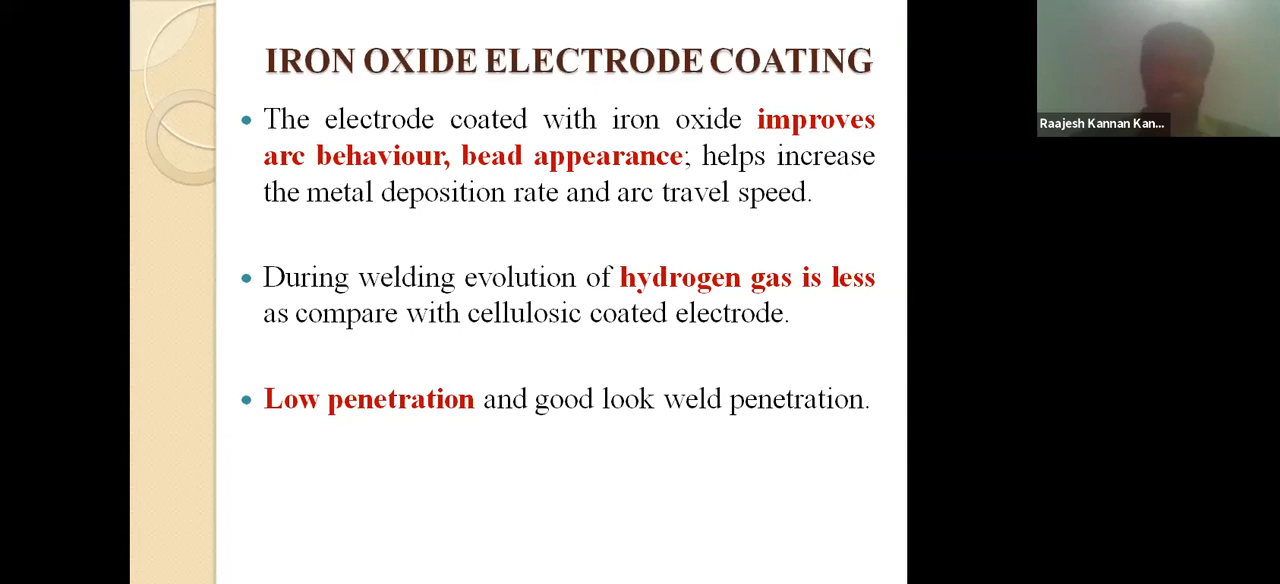 IRON OXIDE ELECTRODE COATING
• The electrode coated with iron oxide improves
arc behaviour, bead appearance; helps increase
the metal deposition rate and arc travel speed.
• During welding evolution of hydrogen gas is less
as compare with cellulosic coated electrode.
• Low penetration and good look weld penetration.
Raajesh Kannan Kan...